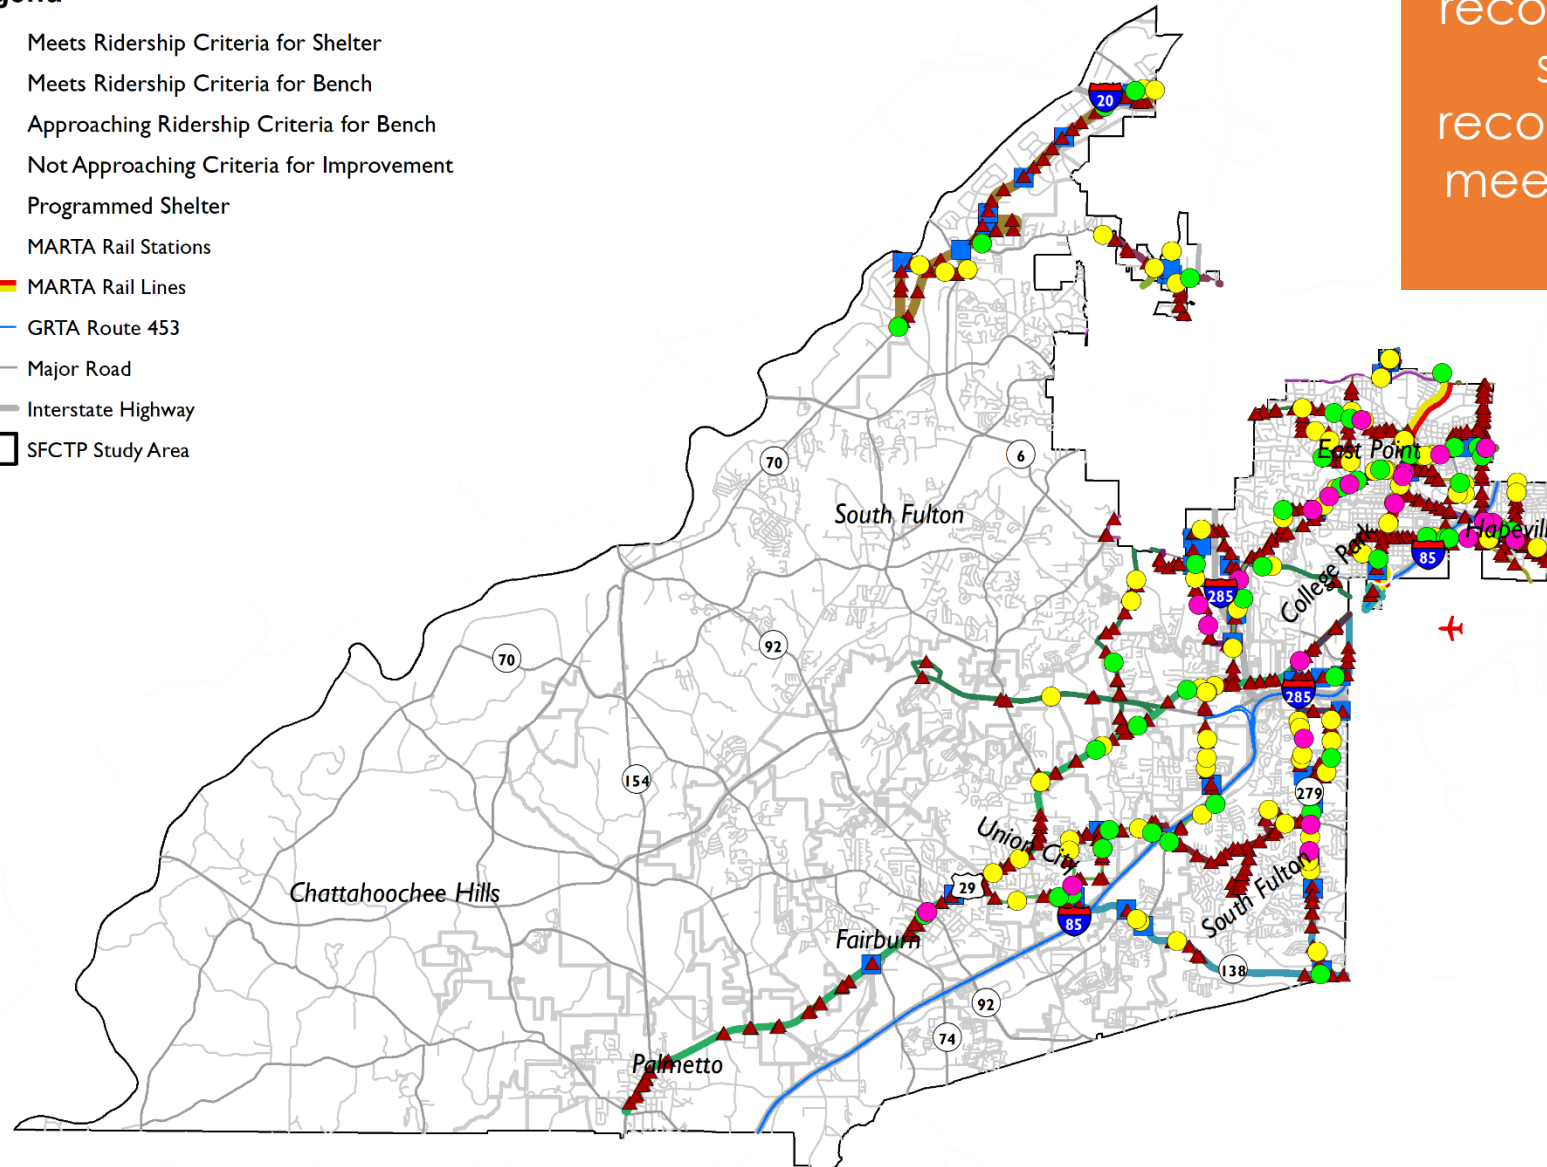 Meets Ridership Criteria for Shelter
Meets Ridership Criteria for Bench
Approaching Ridership Criteria for Bench
Not Approaching Criteria for Improvement
Programmed Shelter
MARTA Rail Stations
MARTA Rail Lines
GRTA Route 453
Major Road
Interstate Highway
SFCTP Study Area
reco
s
reco
mee
20
70
6
South Fulton
East Point
Hapevill
College Park
85
285
70
92
285
154
279
Union City
29
South Fulton
Chattahoochee Hills
85
Fairburn
138
92
74
Palmetto